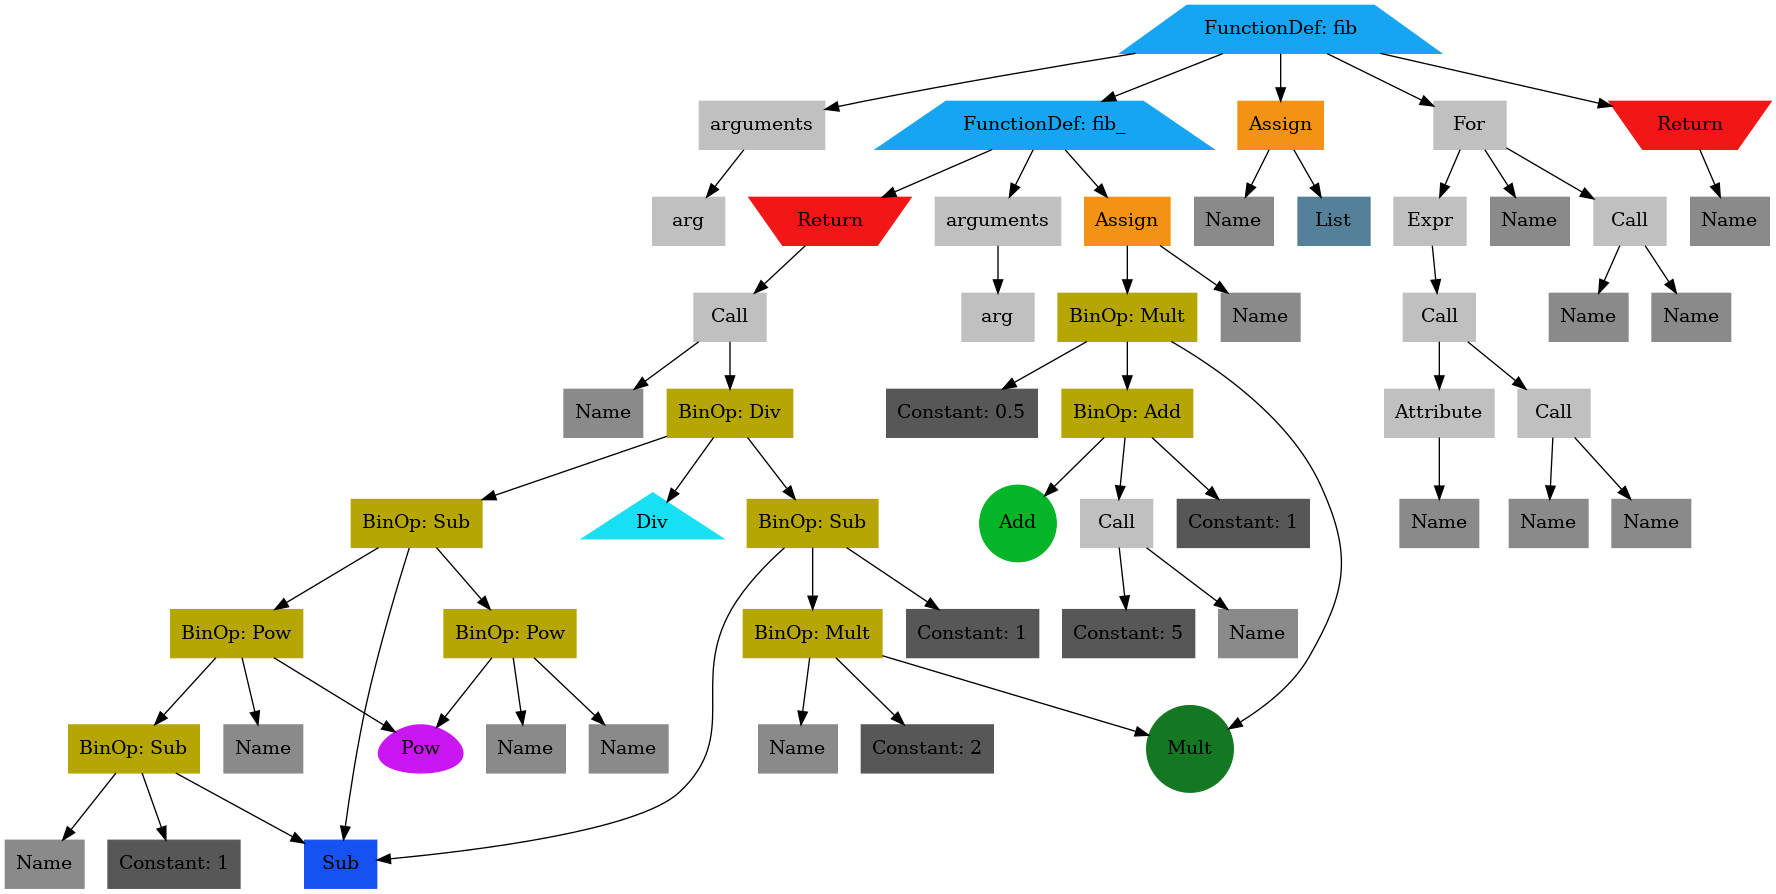 FunctionDef: fib
arguments
FunctionDef: fib_
Assign
For
Return
arg
Return
arguments
Assign
Name
List
Expr
Name
Call
Name
Call
arg
BinOp: Mult
Name
Call
Name
Name
Name
BinOp: Div
Constant: 0.5
BinOp: Add
Attribute
Call
BinOp: Sub
Div
BinOp: Sub
Add
Call
Constant: 1
Name
Name
Name
BinOp: Pow
BinOp: Pow
BinOp: Mult
Constant: 1
Constant: 5
Name
BinOp: Sub
Name
Pow
Name
Name
Name
Constant: 2
Mult
Name
Constant: 1
Sub